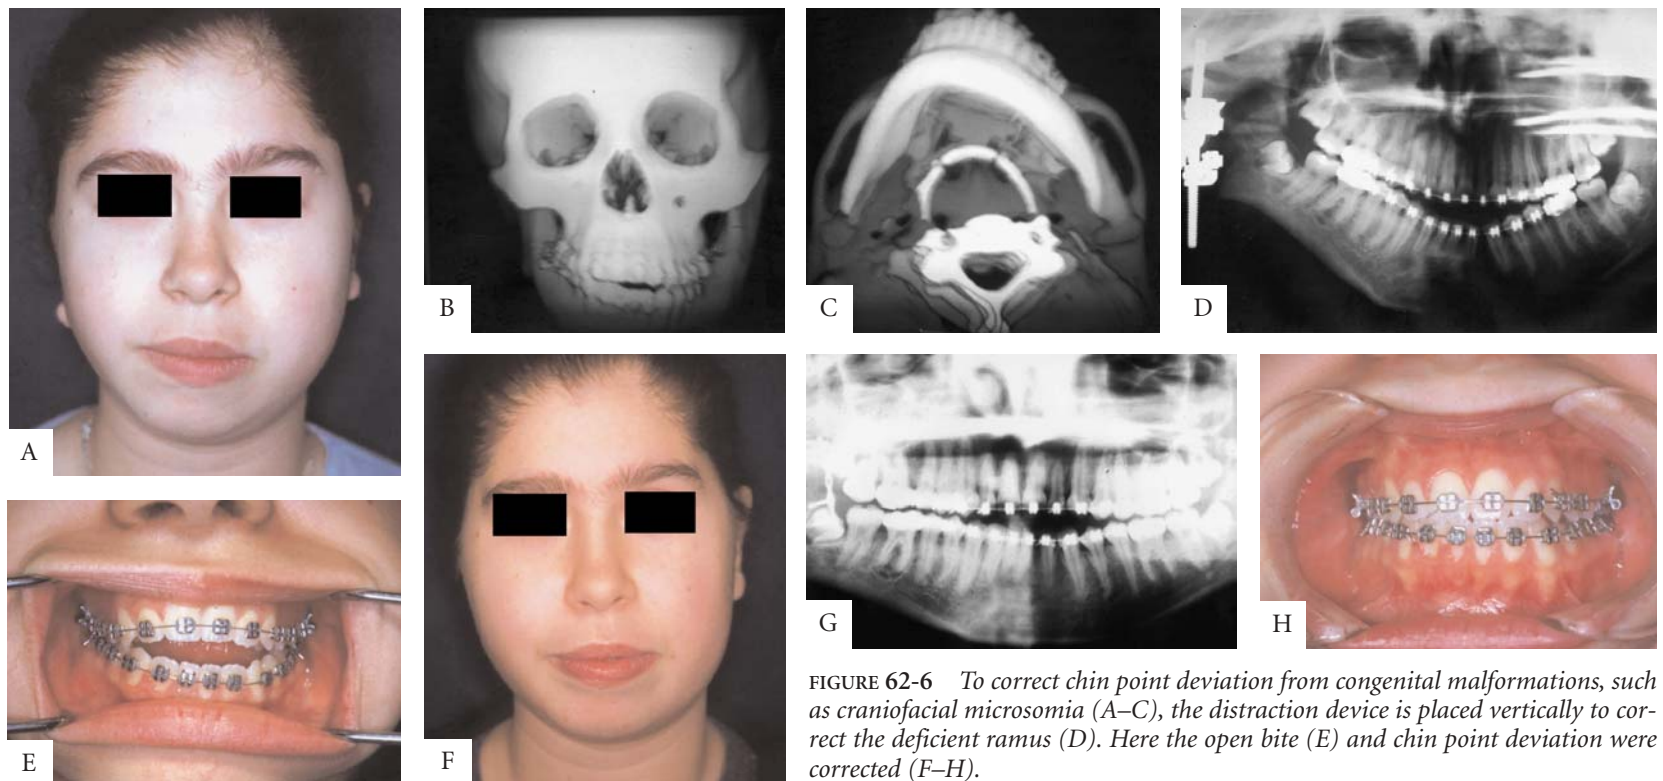 A
B
C
D
E
F
G
H
FIGURE 62-6 To correct chin point deviation from congenital malformations, such
as craniofacial microsomia (A–C), the distraction device is placed vertically to cor-
rect the deficient ramus (D). Here the open bite (E) and chin point deviation were
corrected (F–H).